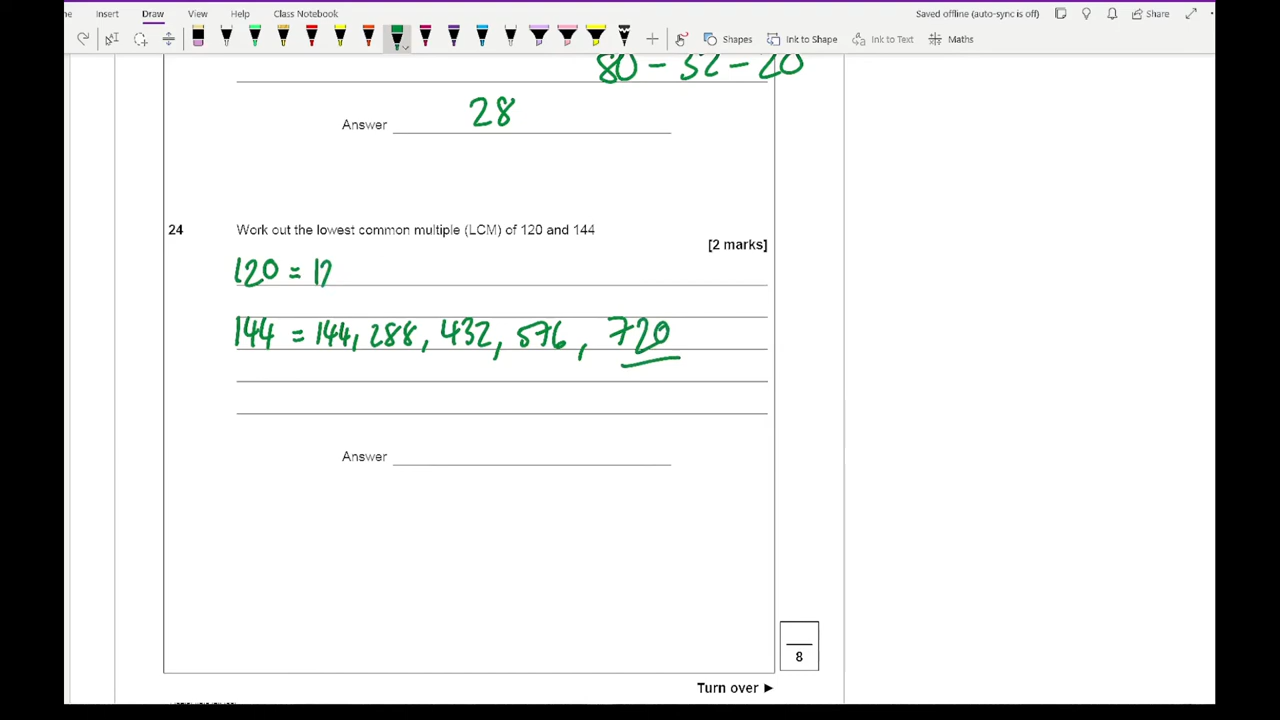 Insert Draw View Help Class Notebook Saved offline (auto-sync is off) Share
Shapes Ink to Shape Ink to Text Maths
80 - 32 - 20
28
Answer
24 Work out the lowest common multiple (LCM) of 120 and 144
[2 marks]
120 = 12
144 = 144, 288, 432, 576, 720
Answer
8
Turn over ►